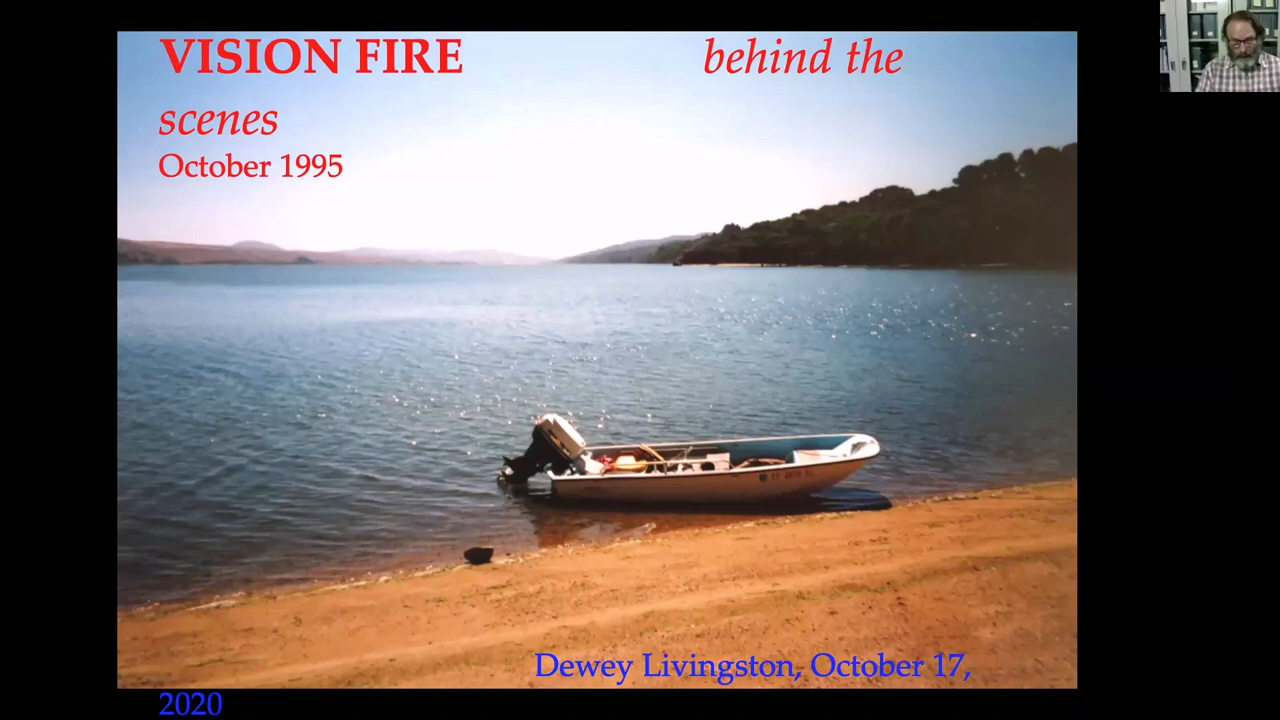 VISION FIRE behind the
scenes
October 1995
Dewey Livingston, October 17,
2020